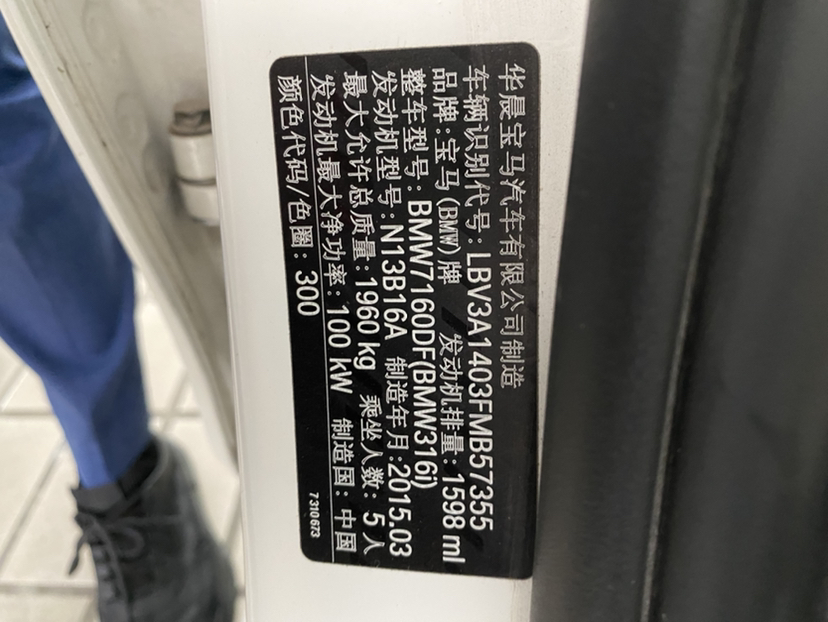 华晨宝马汽车有限公司制造
车辆识别代号: LBV3A1403FMB57355
品牌: 宝马(BMW)牌 发动机排量: 1598 ml
整车型号: BMW7160DF(BMW316i)
发动机型号: N13B16A 制造年月: 2015.03
最大允许总质量: 1960 kg 乘坐人数: 5 人
发动机最大净功率: 100 kW 制造国: 中国
颜色代码/色圈: 300
7 310 673